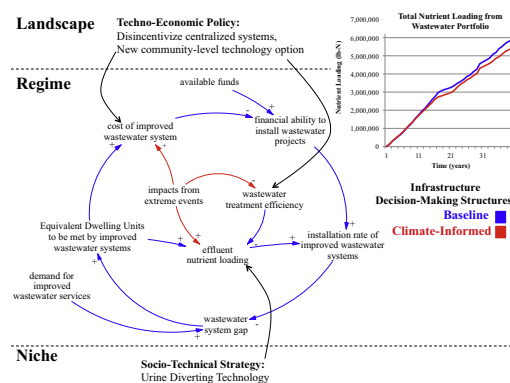 Landscape
Techno-Economic Policy:
Disincentivize centralized systems,
New community-level technology option
Total Nutrient Loading from
Wastewater Portfolio
Nutrient Loading (lb-N)
7,000,000
6,000,000
5,000,000
4,000,000
3,000,000
2,000,000
1,000,000
0
1
11
21
31
Time (years)
Regime
available funds
+
-
cost of improved
wastewater system
financial ability to
install wastewater
projects
+
+
impacts from
extreme events
-
wastewater
treatment efficiency
Infrastructure
Decision-Making Structures
Baseline
Climate-Informed
Equivalent Dwelling Units
to be met by improved
wastewater systems
+
+
effluent
nutrient loading
-
+
+
installation rate of
improved wastewater
systems
demand for
improved
wastewater services
+
+
wastewater
system gap
-
Niche
Socio-Technical Strategy:
Urine Diverting Technology